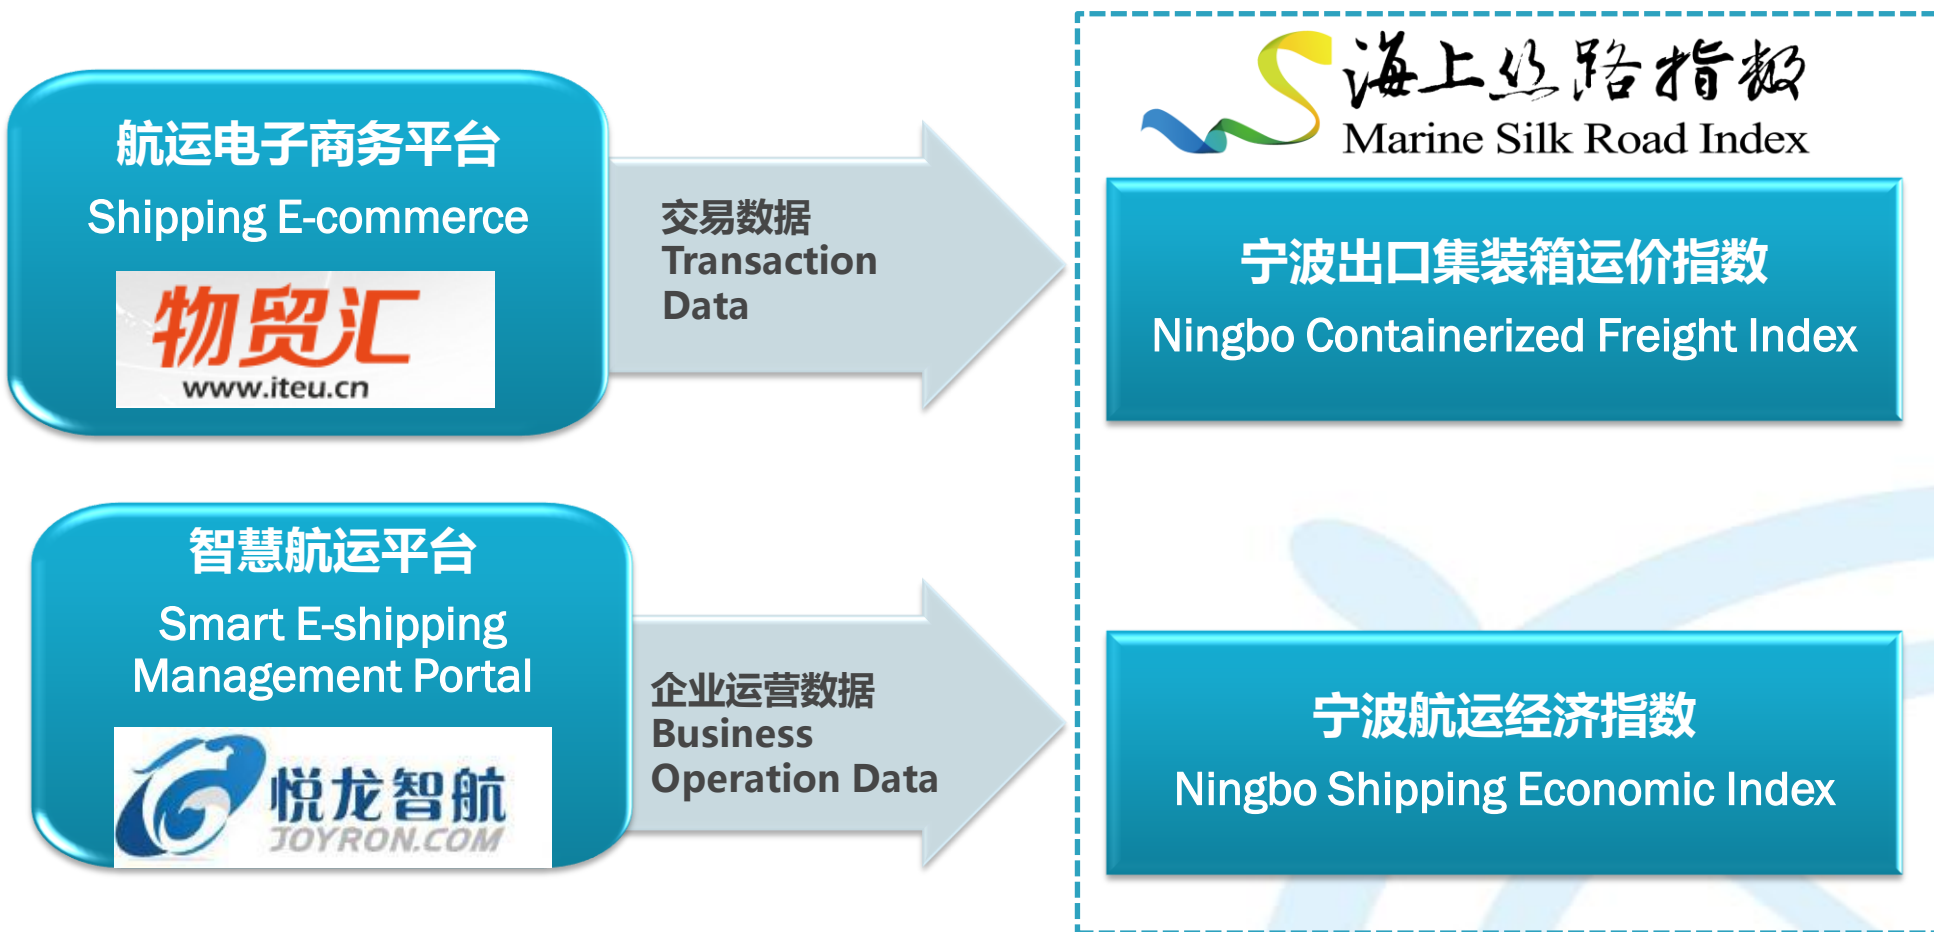 航运电子商务平台
Shipping E-commerce
物贸汇
www.iteu.cn
交易数据
Transaction
Data
海上丝路指数
Marine Silk Road Index
宁波出口集装箱运价指数
Ningbo Containerized Freight Index
智慧航运平台
Smart E-shipping
Management Portal
悦龙智航
JOYRON.COM
企业运营数据
Business
Operation Data
宁波航运经济指数
Ningbo Shipping Economic Index